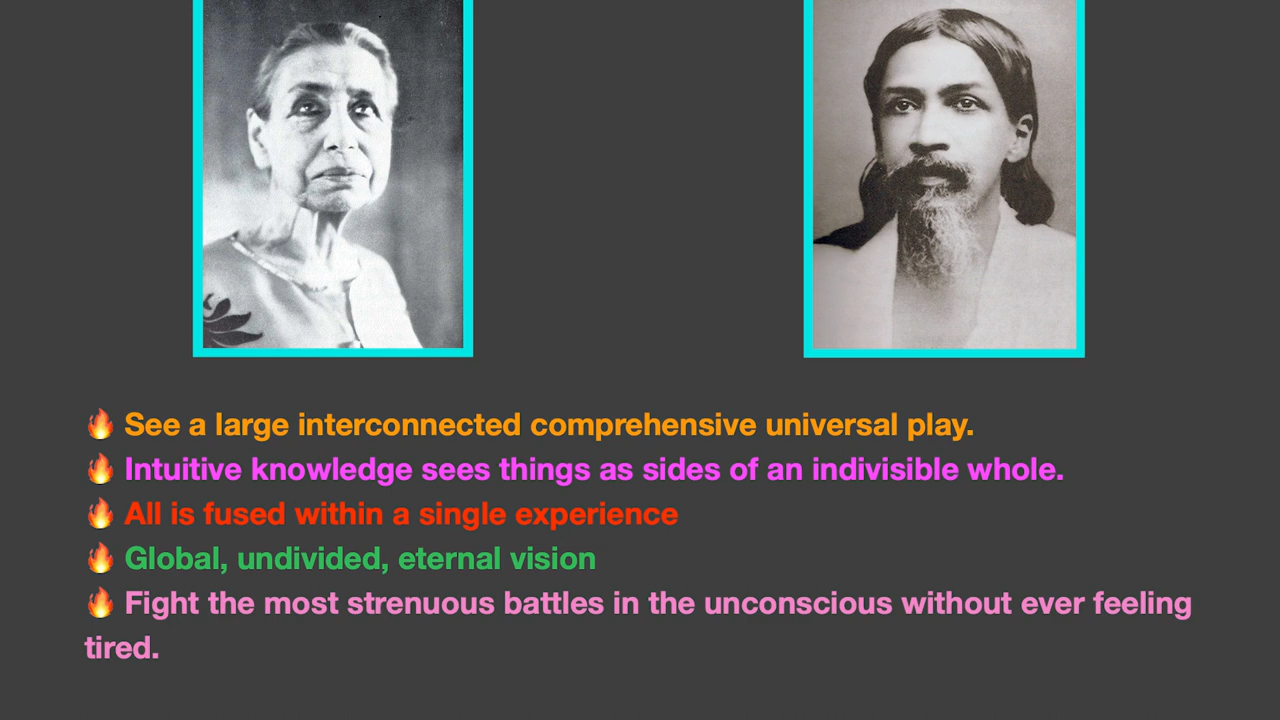 🔥 See a large interconnected comprehensive universal play.
🔥 Intuitive knowledge sees things as sides of an indivisible whole.
🔥 All is fused within a single experience
🔥 Global, undivided, eternal vision
🔥 Fight the most strenuous battles in the unconscious without ever feeling
tired.